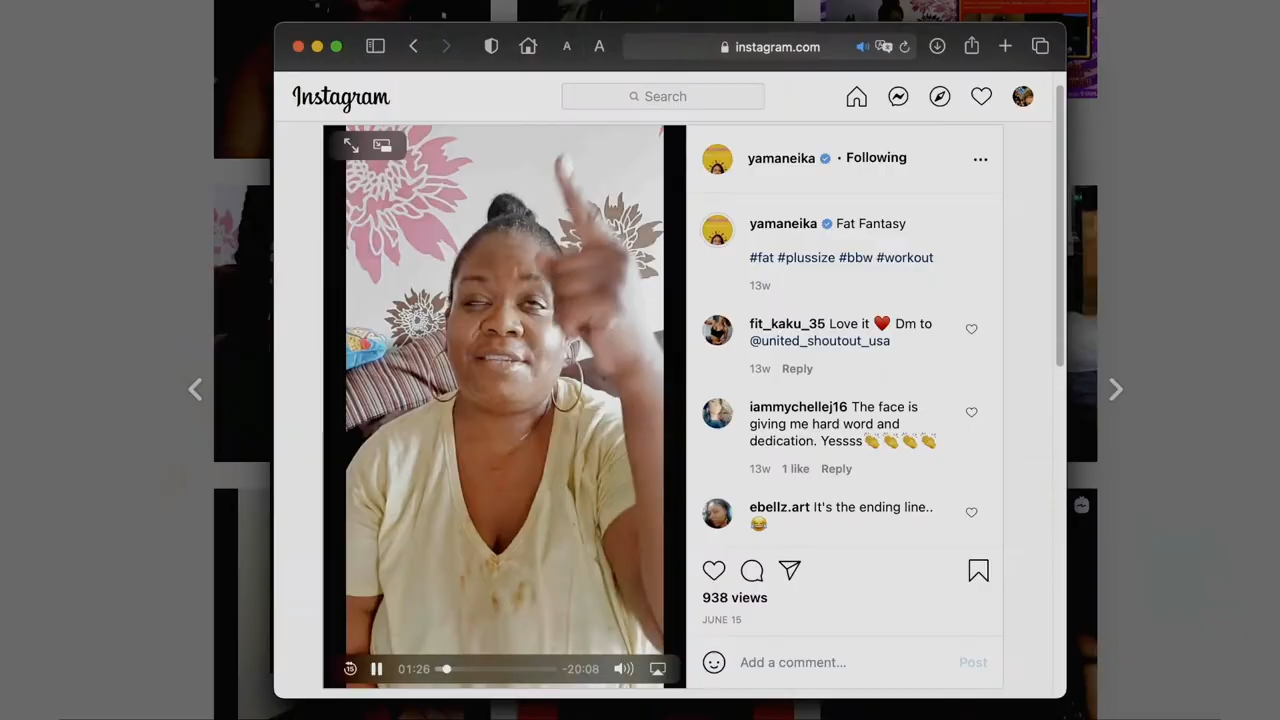 A A instagram.com
Instagram Search
yamaneika • Following
yamaneika Fat Fantasy
#fat #plussize #bbw #workout
13w
fit_kaku_35 Love it ❤️ Dm to
@united_shoutout_usa
13w Reply
iammychellej16 The face is
giving me hard word and
dedication. Yessss👏👏👏👏
13w 1 like Reply
ebellz.art It's the ending line..
😂
938 views
JUNE 15
Add a comment... Post
15 01:26 -20:08